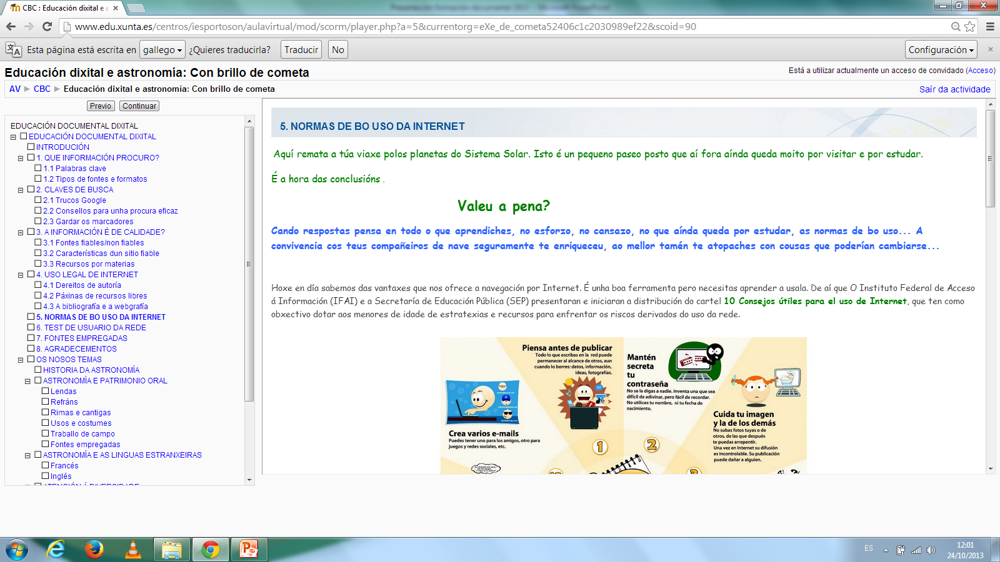 CBC : Educación dixital e a
www.edu.xunta.es/centros/iesportoson/aulavirtual/mod/scorm/player.php?a=5&currentorg=eXe_de_cometa52406c1c2030989ef22&scoid=90
Esta página está escrita en gallego ¿Quieres traducirla? Traducir No Configuración
Educación dixital e astronomía: Con brillo de cometa
Está a utilizar actualmente un acceso de convidado (Acceso)
AV ► CBC ► Educación dixital e astronomía: Con brillo de cometa
Saír da actividade
Previo Continuar
EDUCACIÓN DOCUMENTAL DIXITAL
EDUCACIÓN DOCUMENTAL DIXITAL
INTRODUCIÓN
1. QUE INFORMACIÓN PROCURO?
1.1 Palabras clave
1.2 Tipos de fontes e formatos
2. CLAVES DE BUSCA
2.1 Trucos Google
2.2 Consellos para unha procura eficaz
2.3 Gardar os marcadores
3. A INFORMACIÓN É DE CALIDADE?
3.1 Fontes fiables/non fiables
3.2 Características dun sitio fiable
3.3 Recursos por materias
4. USO LEGAL DE INTERNET
4.1 Dereitos de autoría
4.2 Páxinas de recursos libres
4.3 A bibliografía e a webgrafía
5. NORMAS DE BO USO DA INTERNET
6. TEST DE USUARIO DA REDE
7. FONTES EMPREGADAS
8. AGRADECEMENTOS
OS NOSOS TEMAS
HISTORIA DA ASTRONOMÍA
ASTRONOMÍA E PATRIMONIO ORAL
Lendas
Refráns
Rimas e cantigas
Usos e costumes
Traballo de campo
Fontes empregadas
ASTRONOMÍA E AS LINGUAS ESTRANXEIRAS
Francés
Inglés
ATENCIÓN Á DIVERSIDADE
5. NORMAS DE BO USO DA INTERNET
Aquí remata a túa viaxe polos planetas do Sistema Solar. Isto é un pequeno paseo posto que aí fora aínda queda moito por visitar e por estudar.
É a hora das conclusións .
Valeu a pena?
Cando respostas pensa en todo o que aprendiches, no esforzo, no cansazo, no que aínda queda por estudar, as normas de bo uso... A
convivencia cos teus compañeiros de nave seguramente te enriqueceu, ao mellor tamén te atopaches con cousas que poderían cambiarse...
Hoxe en día sabemos das vantaxes que nos ofrece a navegación por Internet. É unha boa ferramenta pero necesitas aprender a usala. De aí que O Instituto Federal de Acceso
á Información (IFAI) e a Secretaría de Educación Pública (SEP) presentaran e iniciaran a distribución do cartel 10 Consejos útiles para el uso de Internet, que ten como
obxectivo dotar aos menores de idade de estratexias e recursos para enfrentar os riscos derivados do uso da rede.
Piensa antes de publicar
Todo lo que escribas en la red puede
permanecer al alcance de otros, aun
cuando lo borres: datos, información,
ideas, fotografías.
Mantén
secreta
tu
contraseña
No se la digas a nadie. Inventa una que sea
difícil de adivinar, pero fácil de recordar.
No utilices tu nombre, ni tu fecha de
nacimiento.
Cuida tu imagen
y la de los demás
No subas fotos tuyas o de
otros, de las que después
te puedas arrepentir.
Una vez en Internet su difusión
es incontrolable. Su publicación
puede dañar a alguien.
Crea varios e-mails
Puedes tener uno para los amigos, otro para
juegos y redes sociales, etc.
1
2
3
ES
12:01
24/10/2013